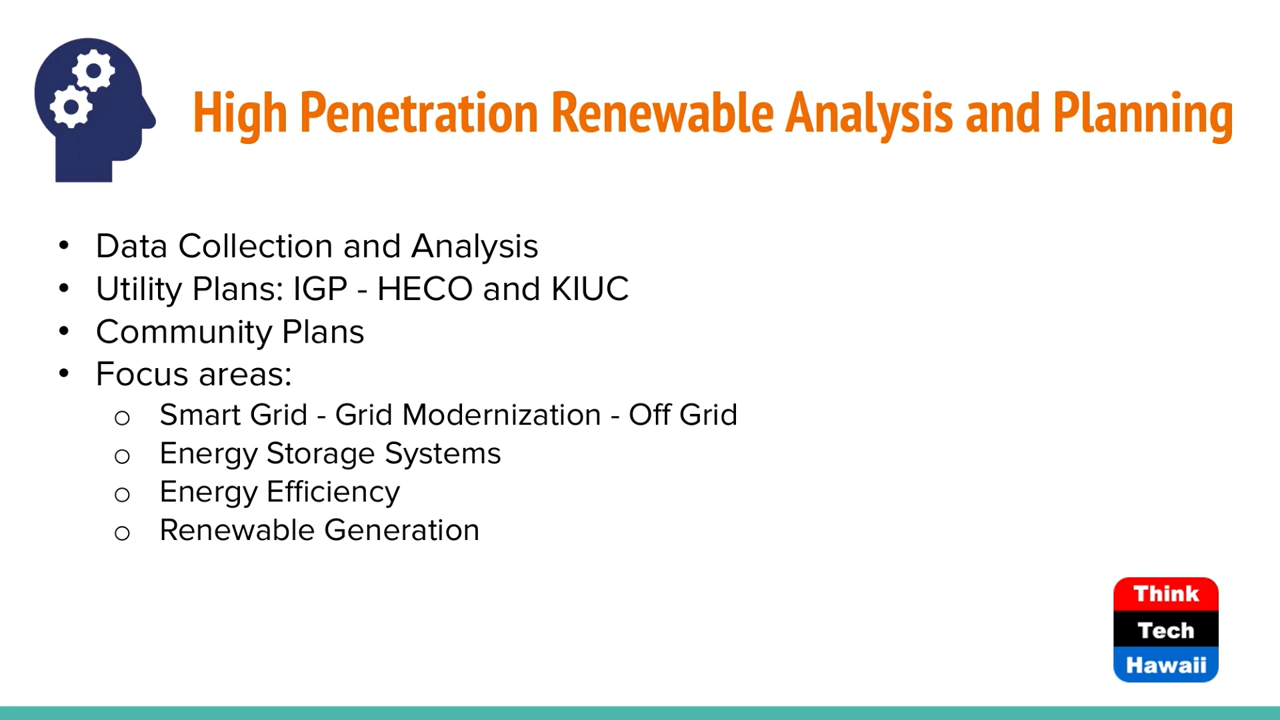 High Penetration Renewable Analysis and Planning
• Data Collection and Analysis
• Utility Plans: IGP - HECO and KIUC
• Community Plans
• Focus areas:
o Smart Grid - Grid Modernization - Off Grid
o Energy Storage Systems
o Energy Efficiency
o Renewable Generation
Think
Tech
Hawaii